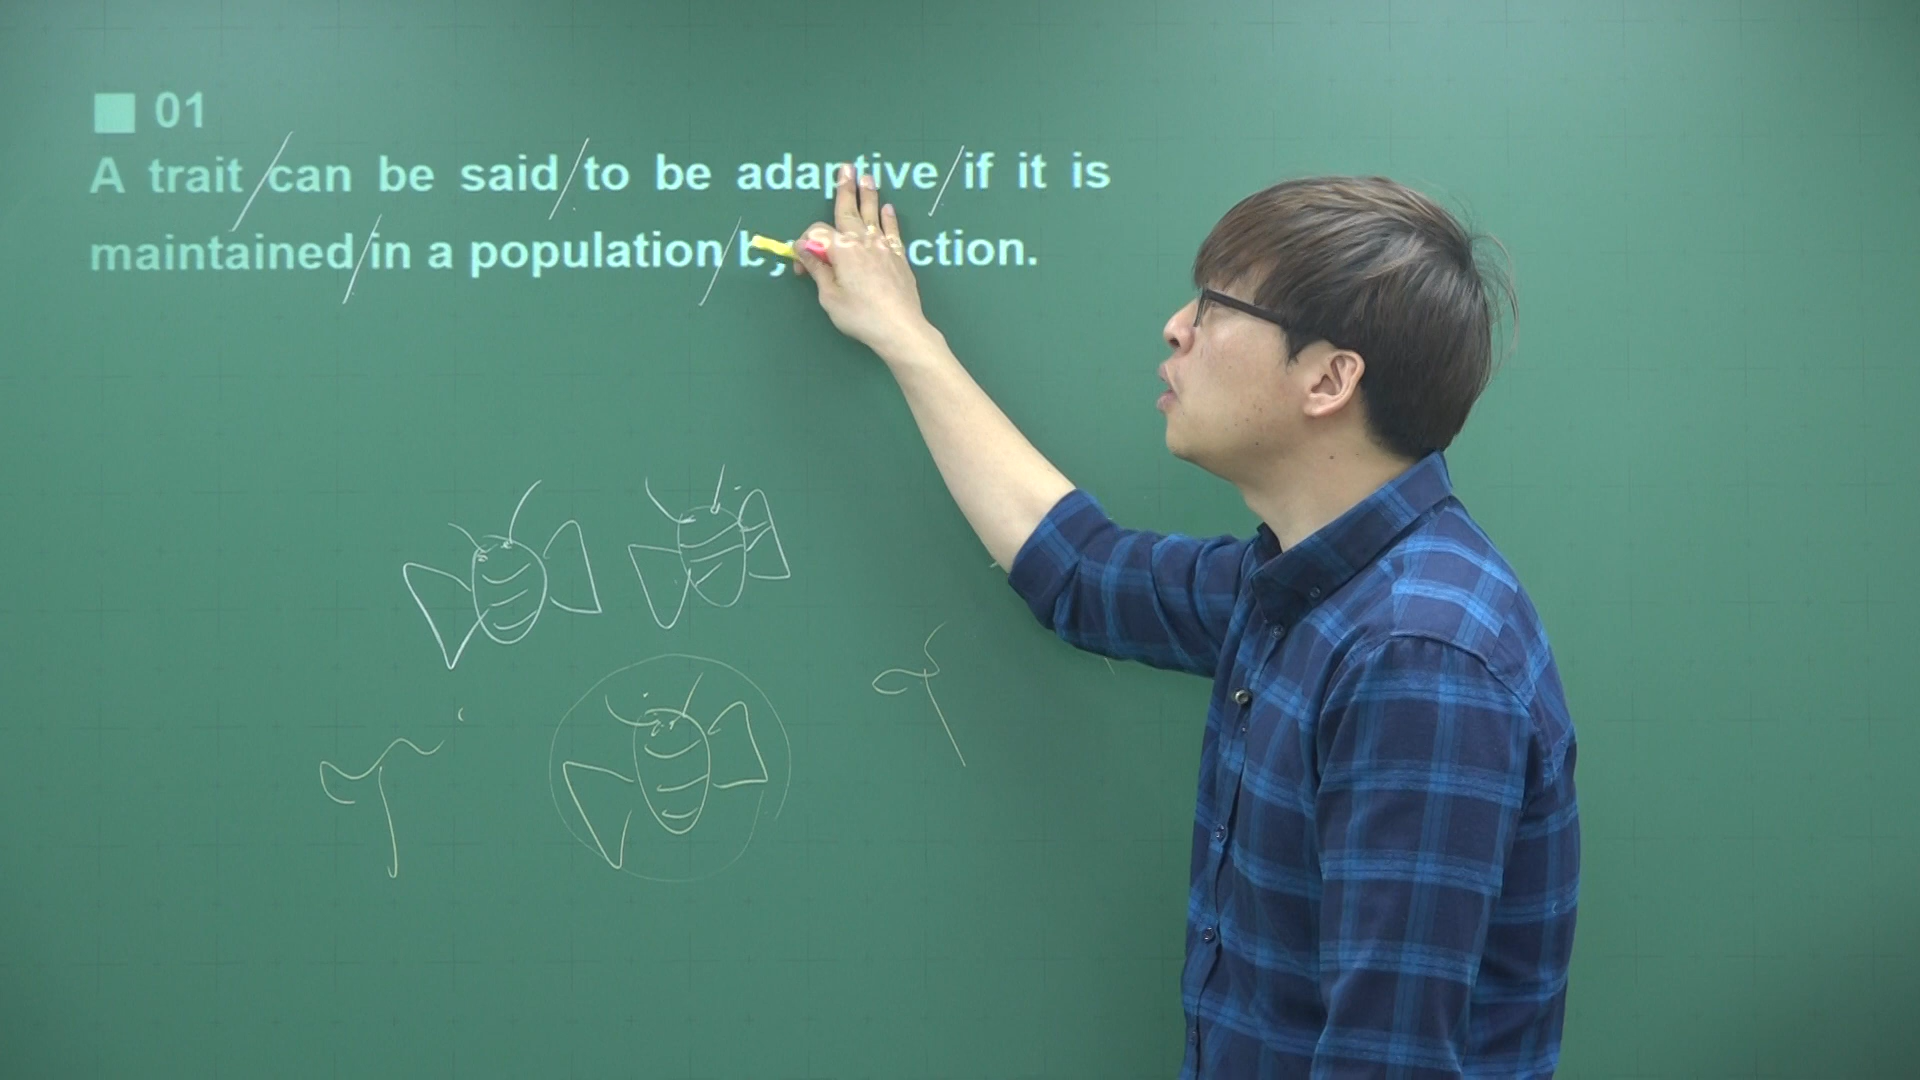 ■ 01
A trait can be said to be adaptive if it is
maintained in a population by selection.